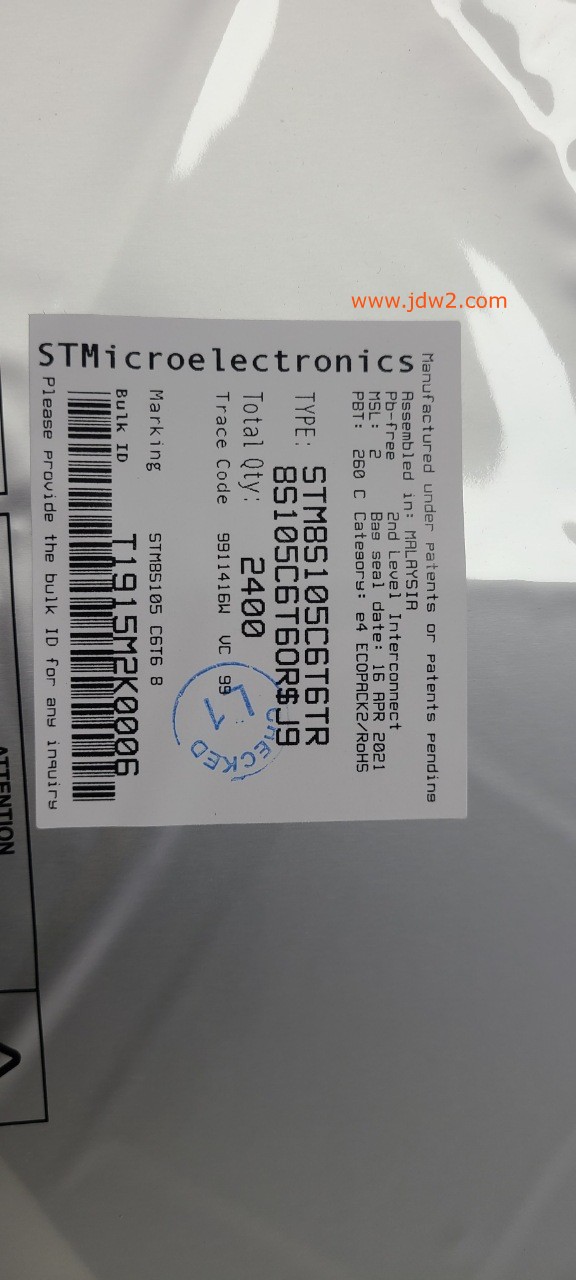 www.jdw2.com
Manufactured under patents or patents pending
Assembled in: MALAYSIA
Pb-free 2nd Level Interconnect
MSL: 2 Bag seal date: 16 APR 2021
PBT: 260 C Category: e4 ECOPACK2/RoHS
TYPE: STM8S105C6T6TR
8S105C6T6OR$J9
Total Qty: 2400
Trace Code 9911416W VC 99
Marking STM8S105 C6T6 B
Bulk ID T1915M2K0006
Please provide the bulk ID for any inquiry
STMicroelectronics
CHECKED
ATTENTION